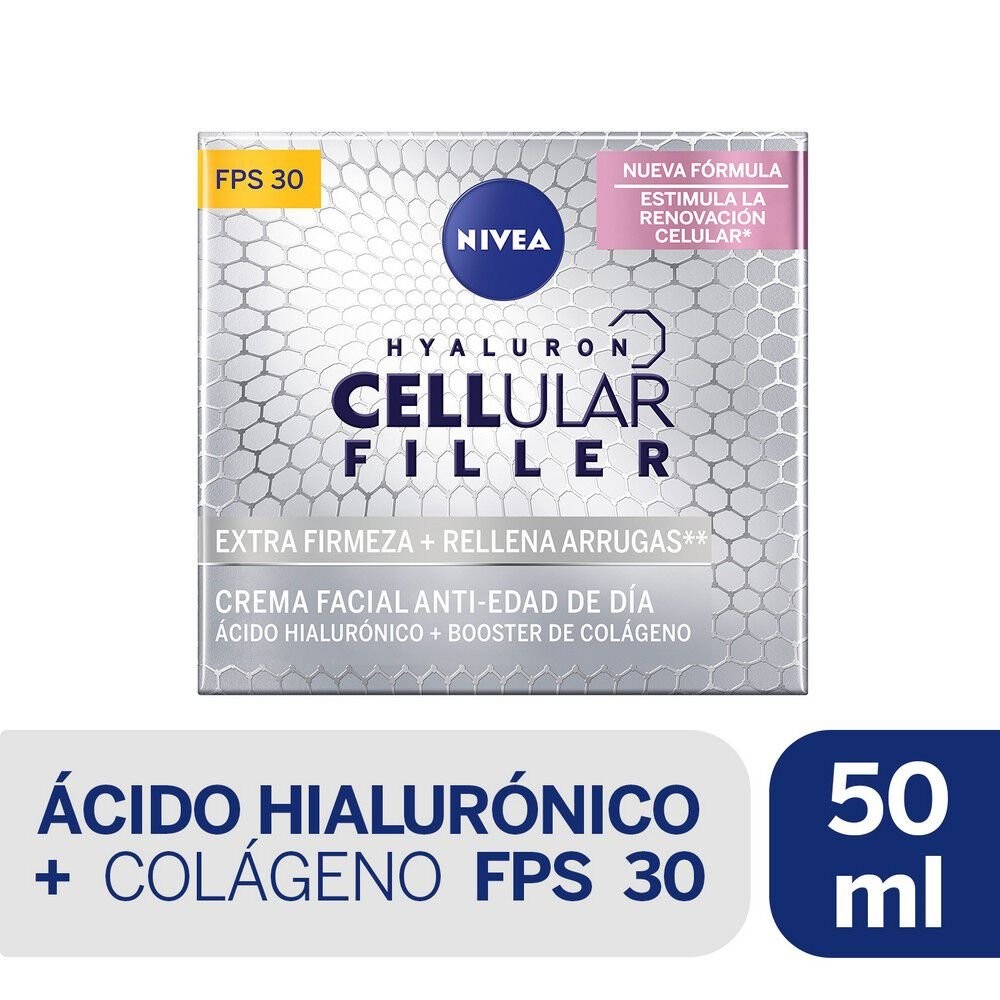 FPS 30
NIVEA
NUEVA FÓRMULA
ESTIMULA LA
RENOVACIÓN
CELULAR*
HYALURON
CELLULAR
FILLER
EXTRA FIRMEZA + RELLENA ARRUGAS**
CREMA FACIAL ANTI-EDAD DE DÍA
ÁCIDO HIALURÓNICO + BOOSTER DE COLÁGENO
ÁCIDO HIALURÓNICO
+ COLÁGENO FPS 30
50
ml